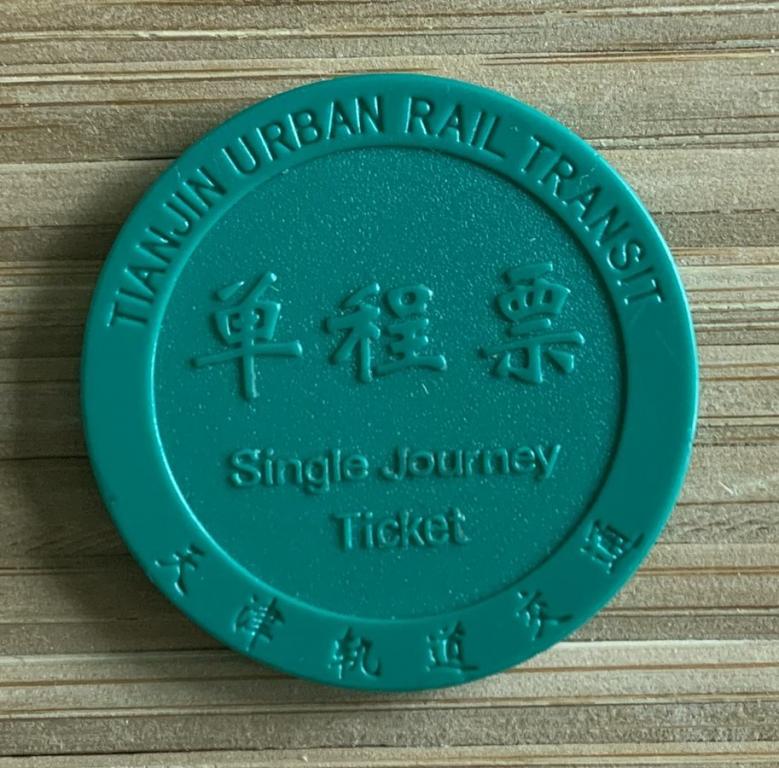 TIANJIN URBAN RAIL TRANSIT
单程票
Single Journey
Ticket
天津轨道交通